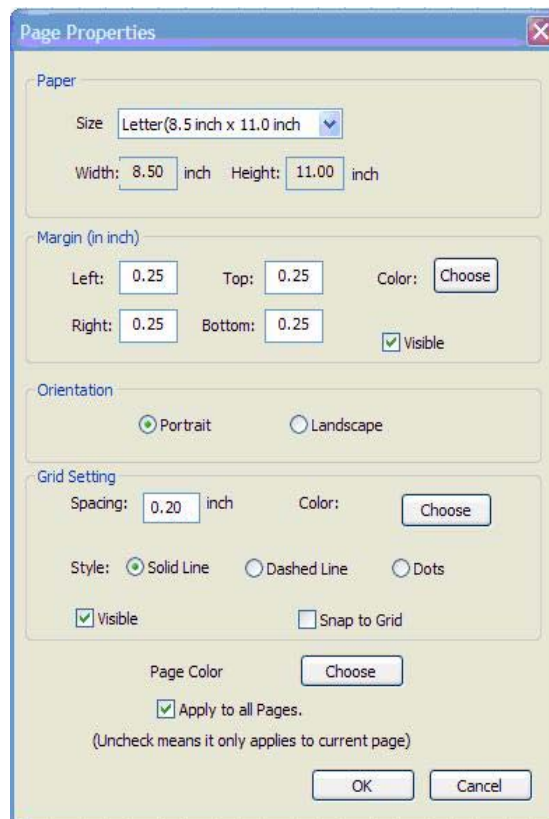 Page Properties
Paper
Size Letter(8.5 inch x 11.0 inch
Width: 8.50 inch Height: 11.00 inch
Margin (in inch)
Left: 0.25 Top: 0.25 Color: Choose
Right: 0.25 Bottom: 0.25
Visible
Orientation
Portrait Landscape
Grid Setting
Spacing: 0.20 inch Color: Choose
Style: Solid Line Dashed Line Dots
Visible Snap to Grid
Page Color Choose
Apply to all Pages.
(Uncheck means it only applies to current page)
OK Cancel